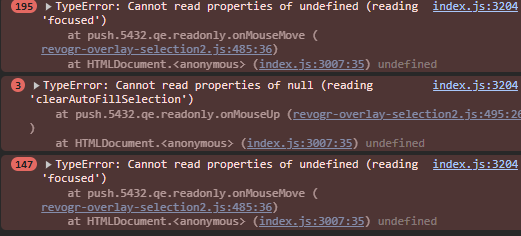 195 ▶TypeError: Cannot read properties of undefined (reading index.js:3204
'focused')
at push.5432.qe.readonly.onMouseMove (
revogr-overlay-selection2.js:485:36)
at HTMLDocument.<anonymous> (index.js:3007:35) undefined
3 ▶TypeError: Cannot read properties of null (reading index.js:3204
'clearAutoFillSelection')
at push.5432.qe.readonly.onMouseUp (revogr-overlay-selection2.js:495:26
)
at HTMLDocument.<anonymous> (index.js:3007:35) undefined
147 ▶TypeError: Cannot read properties of undefined (reading index.js:3204
'focused')
at push.5432.qe.readonly.onMouseMove (
revogr-overlay-selection2.js:485:36)
at HTMLDocument.<anonymous> (index.js:3007:35) undefined